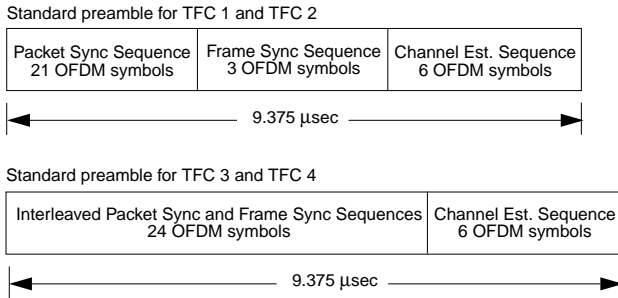 Standard preamble for TFC 1 and TFC 2
Packet Sync Sequence
21 OFDM symbols
Frame Sync Sequence
3 OFDM symbols
Channel Est. Sequence
6 OFDM symbols
9.375 µsec
Standard preamble for TFC 3 and TFC 4
Interleaved Packet Sync and Frame Sync Sequences
24 OFDM symbols
Channel Est. Sequence
6 OFDM symbols
9.375 µsec